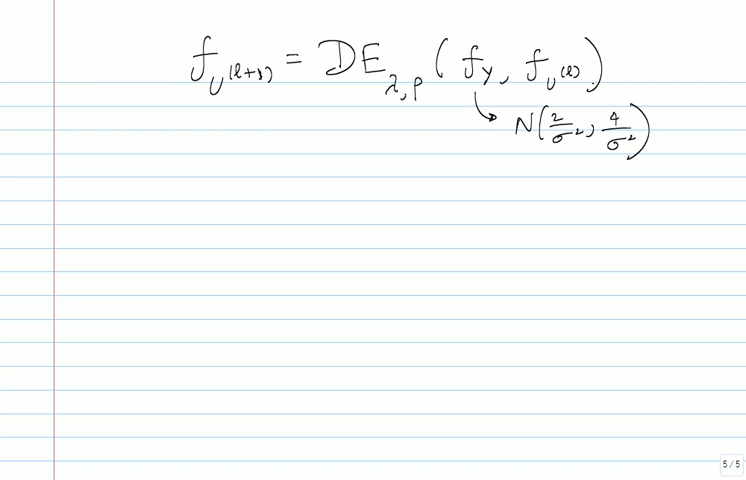 f_{U^{(l+1)}} = DE_{λ,ρ} ( f_Y, f_{U^{(l)}} )
N( 2/σ², 4/σ² )
5/5